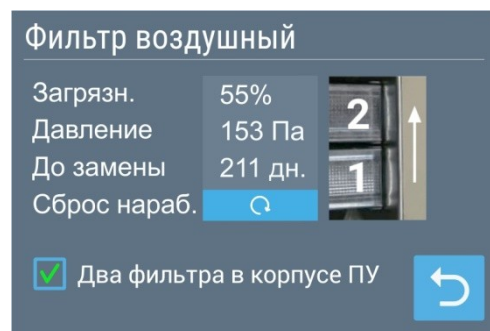 Фильтр воздушный
Загрязн. 55%
Давление 153 Па
До замены 211 дн.
Сброс нараб.
2
1
Два фильтра в корпусе ПУ